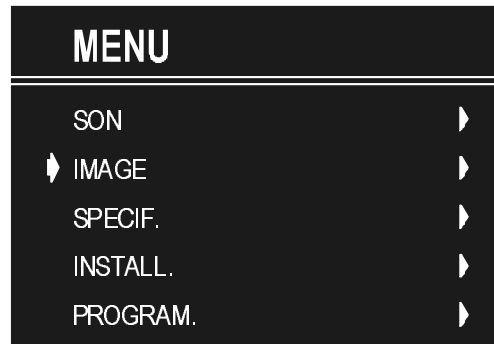 MENU
SON
IMAGE
SPECIF.
INSTALL.
PROGRAM.